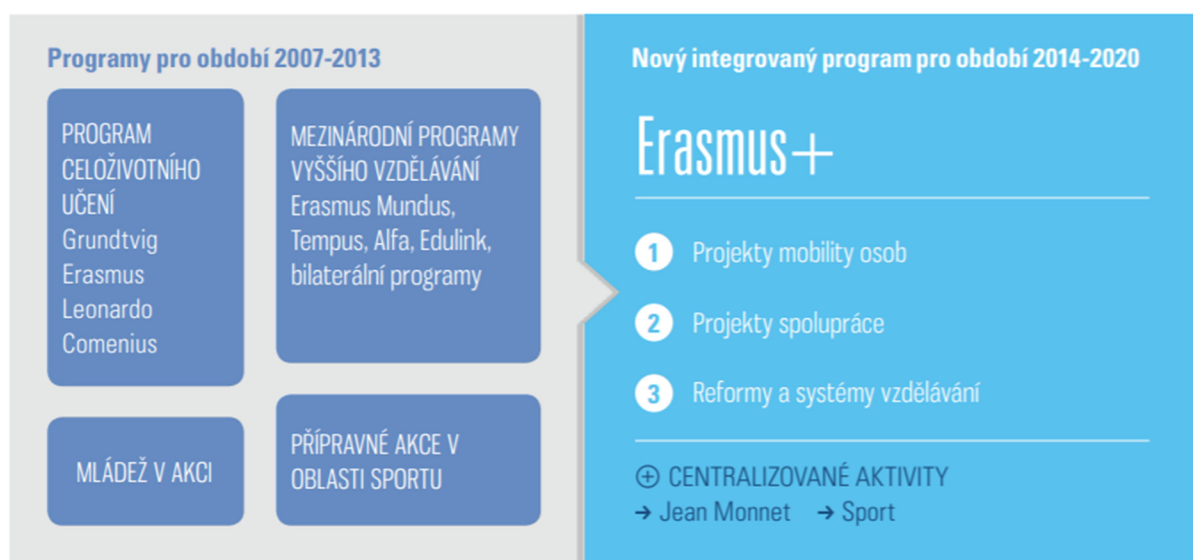 Programy pro období 2007-2013
PROGRAM
CELOŽIVOTNÍHO
UČENÍ
Grundtvig
Erasmus
Leonardo
Comenius
MEZINÁRODNÍ PROGRAMY
VYŠŠÍHO VZDĚLÁVÁNÍ
Erasmus Mundus,
Tempus, Alfa, Edulink,
bilaterální programy
MLÁDEŽ V AKCI
PŘÍPRAVNÉ AKCE V
OBLASTI SPORTU
Nový integrovaný program pro období 2014-2020
Erasmus+
1 Projekty mobility osob
2 Projekty spolupráce
3 Reformy a systémy vzdělávání
⊕ CENTRALIZOVANÉ AKTIVITY
→ Jean Monnet → Sport